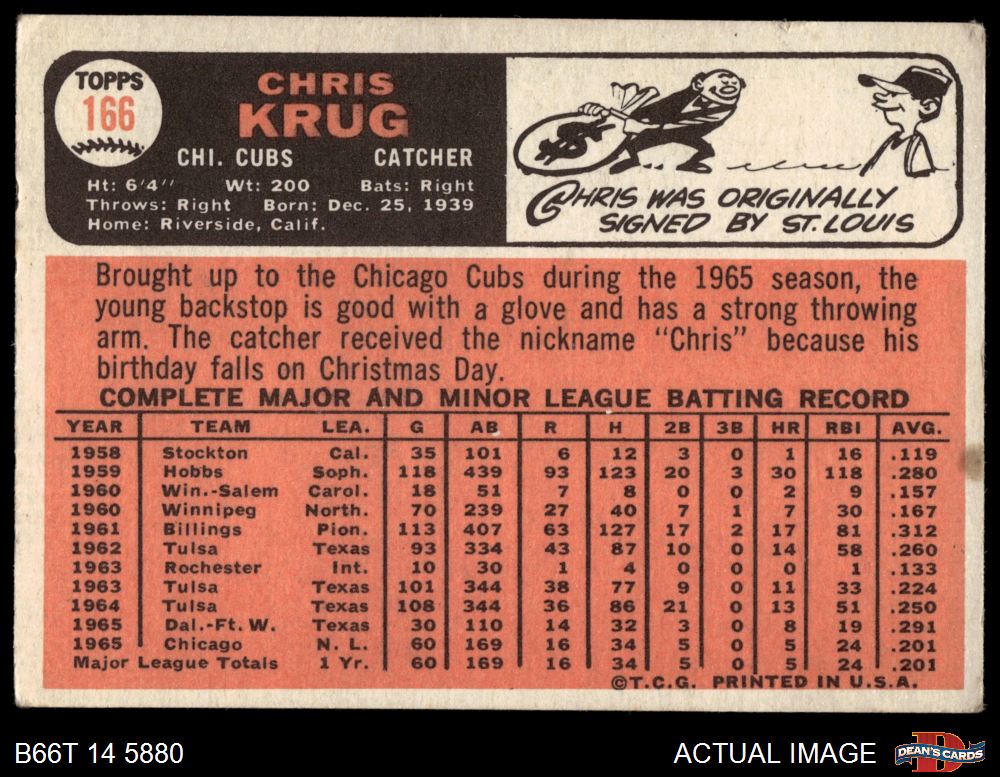 TOPPS
166
CHRIS
KRUG
CHI. CUBS CATCHER
Ht: 6'4" Wt: 200 Bats: Right
Throws: Right Born: Dec. 25, 1939
Home: Riverside, Calif.
CHRIS WAS ORIGINALLY
SIGNED BY ST. LOUIS
Brought up to the Chicago Cubs during the 1965 season, the
young backstop is good with a glove and has a strong throwing
arm. The catcher received the nickname "Chris" because his
birthday falls on Christmas Day.
COMPLETE MAJOR AND MINOR LEAGUE BATTING RECORD
YEAR TEAM LEA. G AB R H 2B 3B HR RBI AVG.
1958 Stockton Cal. 35 101 6 12 3 0 1 16 .119
1959 Hobbs Soph. 118 439 93 123 20 3 30 118 .280
1960 Win.-Salem Carol. 18 51 7 8 0 0 2 9 .157
1960 Winnipeg North. 70 239 27 40 7 1 7 30 .167
1961 Billings Pion. 113 407 63 127 17 2 17 81 .312
1962 Tulsa Texas 93 334 43 87 10 0 14 58 .260
1963 Rochester Int. 10 30 1 4 0 0 0 1 .133
1963 Tulsa Texas 101 344 38 77 9 0 11 33 .224
1964 Tulsa Texas 108 344 36 86 21 0 13 51 .250
1965 Dal.-Ft. W. Texas 30 110 14 32 3 0 8 19 .291
1965 Chicago N. L. 60 169 16 34 5 0 5 24 .201
Major League Totals 1 Yr. 60 169 16 34 5 0 5 24 .201
©T.C.G. PRINTED IN U.S.A.
B66T 14 5880 ACTUAL IMAGE DEAN'S CARDS